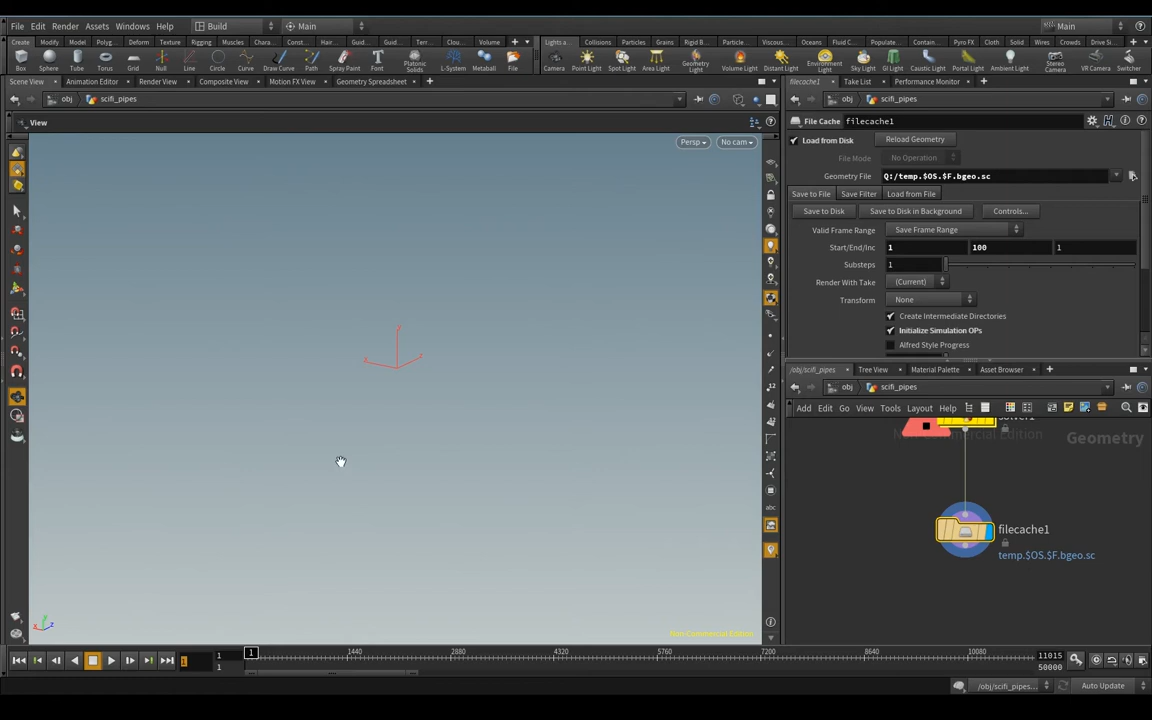 File Edit Render Assets Windows Help Build Main Main
Create Modify Model Polyg... Deform Texture Rigging Muscles Chara... Const... Hair... Guid... Guid... Terr... Clou... Volume
Lights a... Collisions Particles Grains Rigid B... Particl... Viscous... Oceans Fluid C... Populate... Contain... Pyro FX Cloth Solid Wires Crowds Drive Si...
Box Sphere Tube Torus Grid Null Line Circle Curve Draw Curve Path Spray Paint Font Platonic Solids L-System Metaball File
Camera Point Light Spot Light Area Light Geometry Light Volume Light Distant Light Environment Light Sky Light GI Light Caustic Light Portal Light Ambient Light Stereo Camera VR Camera Switcher
Scene View Animation Editor Render View Composite View Motion FX View Geometry Spreadsheet
obj scifi_pipes
View
Persp No cam
Non-Commercial Edition
filecache1 Take List Performance Monitor
obj scifi_pipes
File Cache filecache1
Load from Disk Reload Geometry
File Mode No Operation
Geometry File Q:/temp.$OS.$F.bgeo.sc
Save to File Save Filter Load from File
Save to Disk Save to Disk in Background Controls...
Valid Frame Range Save Frame Range
Start/End/Inc 1 100 1
Substeps 1
Render With Take (Current)
Transform None
Create Intermediate Directories
Initialize Simulation OPs
Alfred Style Progress
/obj/scifi_pipes Tree View Material Palette Asset Browser
obj scifi_pipes
Add Edit Go View Tools Layout Help
Non-Commercial Edition
Geometry
filecache1
temp.$OS.$F.bgeo.sc
1 1 1 1 1440 2880 4320 5760 7200 8640 10080 11015 50000
/obj/scifi_pipes... Auto Update